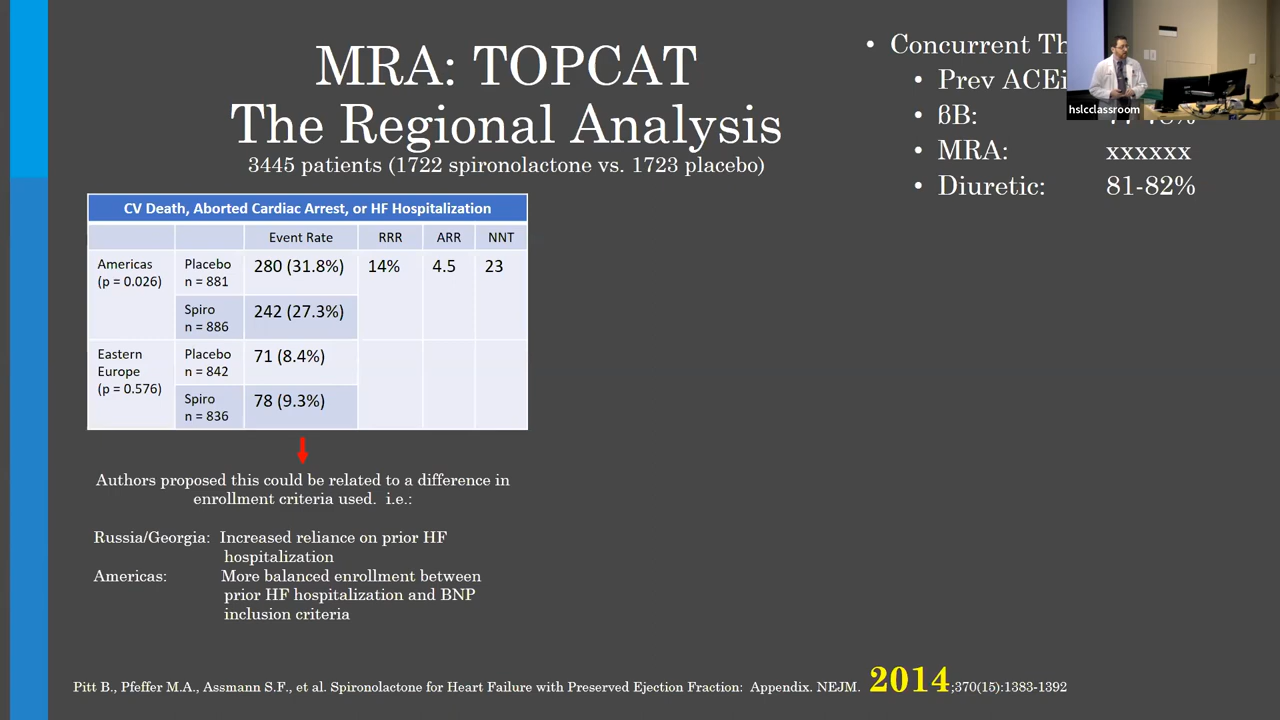 MRA: TOPCAT
The Regional Analysis
3445 patients (1722 spironolactone vs. 1723 placebo)
CV Death, Aborted Cardiac Arrest, or HF Hospitalization
Event Rate RRR ARR NNT
Americas
(p = 0.026)
Placebo
n = 881
280 (31.8%) 14% 4.5 23
Spiro
n = 886
242 (27.3%)
Eastern
Europe
(p = 0.576)
Placebo
n = 842
71 (8.4%)
Spiro
n = 836
78 (9.3%)
Authors proposed this could be related to a difference in
enrollment criteria used. i.e.:
Russia/Georgia: Increased reliance on prior HF
hospitalization
Americas: More balanced enrollment between
prior HF hospitalization and BNP
inclusion criteria
• Concurrent
• Prev ACEi
• βB:
• MRA: xxxxxx
• Diuretic: 81-82%
hslcclassroom
Pitt B., Pfeffer M.A., Assmann S.F., et al. Spironolactone for Heart Failure with Preserved Ejection Fraction: Appendix. NEJM. 2014;370(15):1383-1392